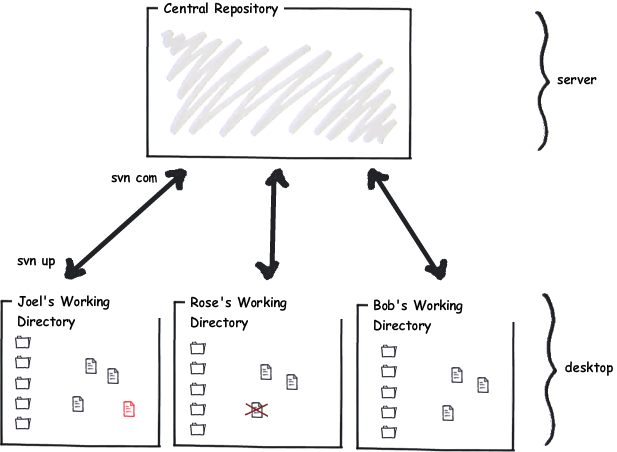 Central Repository
server
svn com
svn up
Joel's Working
Directory
Rose's Working
Directory
Bob's Working
Directory
desktop